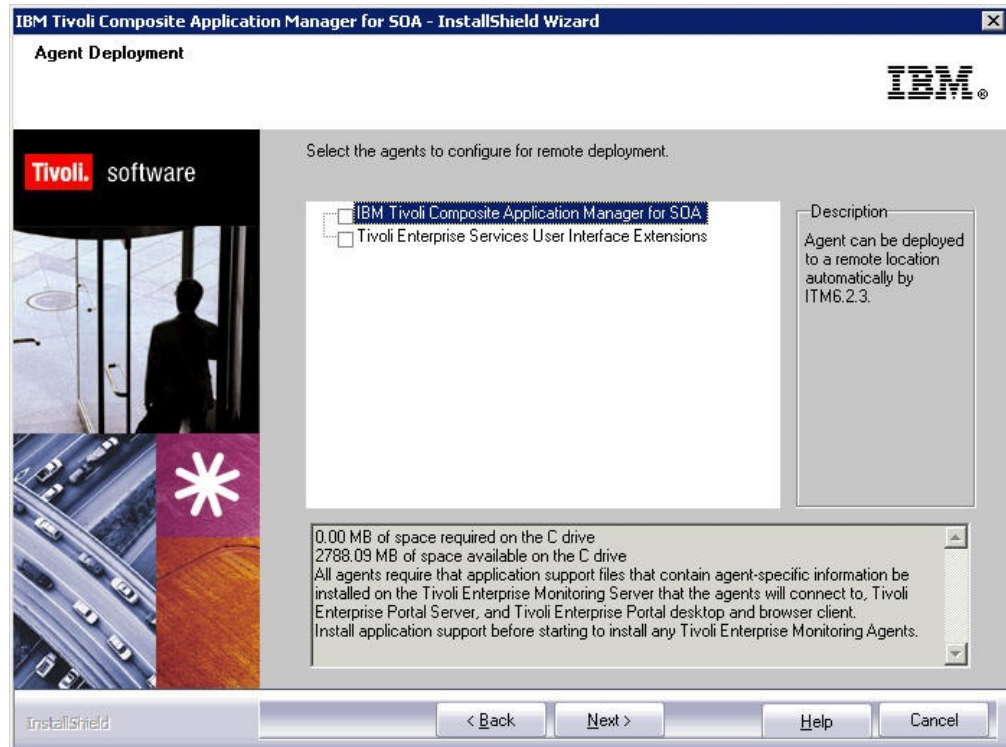 IBM Tivoli Composite Application Manager for SOA - InstallShield Wizard
Agent Deployment
IBM®
Tivoli. software
Select the agents to configure for remote deployment.
IBM Tivoli Composite Application Manager for SOA
Tivoli Enterprise Services User Interface Extensions
Description
Agent can be deployed
to a remote location
automatically by
ITM6.2.3.
0.00 MB of space required on the C drive
2788.09 MB of space available on the C drive
All agents require that application support files that contain agent-specific information be
installed on the Tivoli Enterprise Monitoring Server that the agents will connect to, Tivoli
Enterprise Portal Server, and Tivoli Enterprise Portal desktop and browser client.
Install application support before starting to install any Tivoli Enterprise Monitoring Agents.
InstallShield
< Back
Next >
Help
Cancel